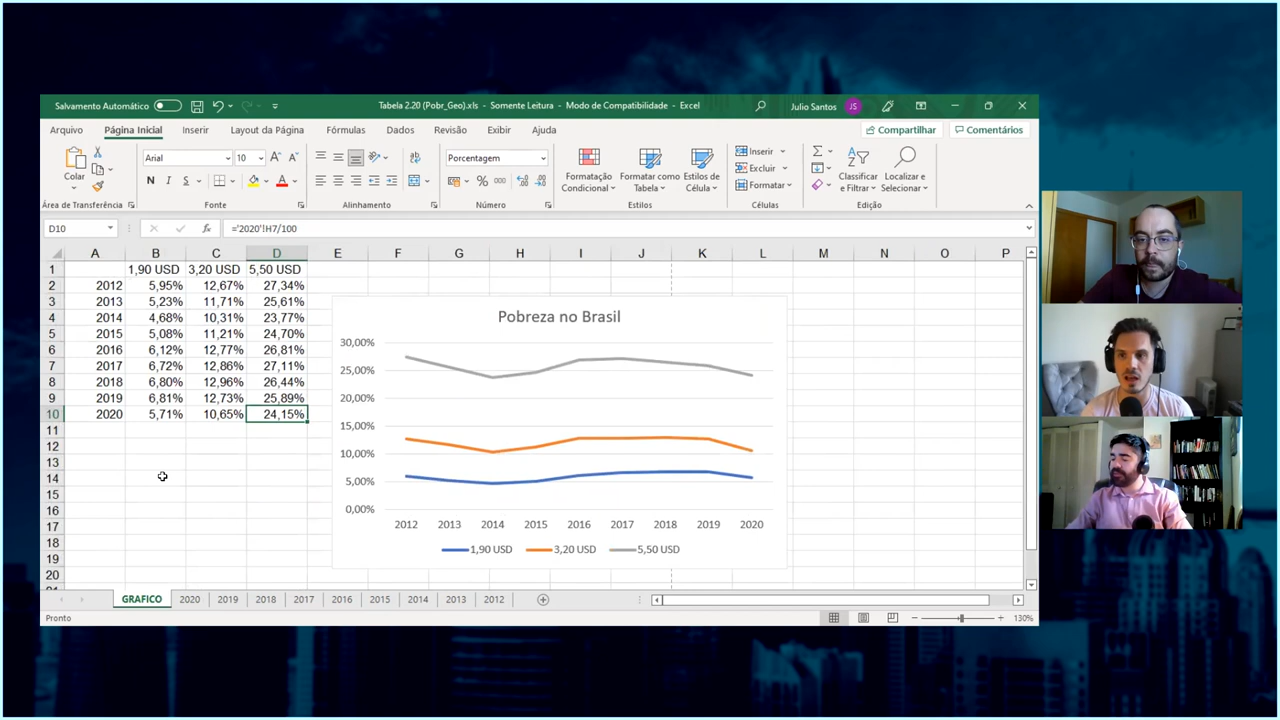 Salvamento Automático
Tabela 2.20 (Pobr_Geo).xls - Somente Leitura - Modo de Compatibilidade - Excel
Julio Santos JS
Arquivo Página Inicial Inserir Layout da Página Fórmulas Dados Revisão Exibir Ajuda Compartilhar Comentários
Colar
Arial 10 A A
N I S A
Porcentagem
% 000
Formatação Condicional
Formatar como Tabela
Estilos de Célula
Inserir
Excluir
Formatar
Classificar e Filtrar
Localizar e Selecionar
Área de Transferência Fonte Alinhamento Número Estilos Células Edição
D10 fx ='2020'!H7/100
A B C D E F G H I J K L M N O P
1 1,90 USD 3,20 USD 5,50 USD
2 2012 5,95% 12,67% 27,34%
3 2013 5,23% 11,71% 25,61%
4 2014 4,68% 10,31% 23,77%
5 2015 5,08% 11,21% 24,70%
6 2016 6,12% 12,77% 26,81%
7 2017 6,72% 12,86% 27,11%
8 2018 6,80% 12,96% 26,44%
9 2019 6,81% 12,73% 25,89%
10 2020 5,71% 10,65% 24,15%
11
12
13
14
15
16
17
18
19
20
Pobreza no Brasil
30,00%
25,00%
20,00%
15,00%
10,00%
5,00%
0,00%
2012 2013 2014 2015 2016 2017 2018 2019 2020
1,90 USD 3,20 USD 5,50 USD
GRAFICO 2020 2019 2018 2017 2016 2015 2014 2013 2012
Pronto 130%